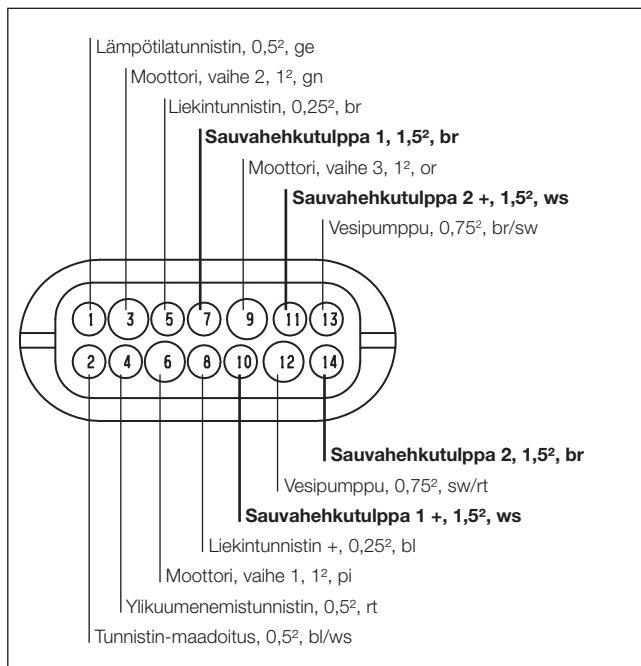 Lämpötilatunnistin, 0,5², ge
Moottori, vaihe 2, 1², gn
Liekintunnistin, 0,25², br
Sauvahehkutulppa 1, 1,5², br
Moottori, vaihe 3, 1², or
Sauvahehkutulppa 2 +, 1,5², ws
Vesipumppu, 0,75², br/sw
1 3 5 7 9 11 13
2 4 6 8 10 12 14
Sauvahehkutulppa 2, 1,5², br
Vesipumppu, 0,75², sw/rt
Sauvahehkutulppa 1 +, 1,5², ws
Liekintunnistin +, 0,25², bl
Moottori, vaihe 1, 1², pi
Ylikuumenemistunnistin, 0,5², rt
Tunnistin-maadoitus, 0,5², bl/ws